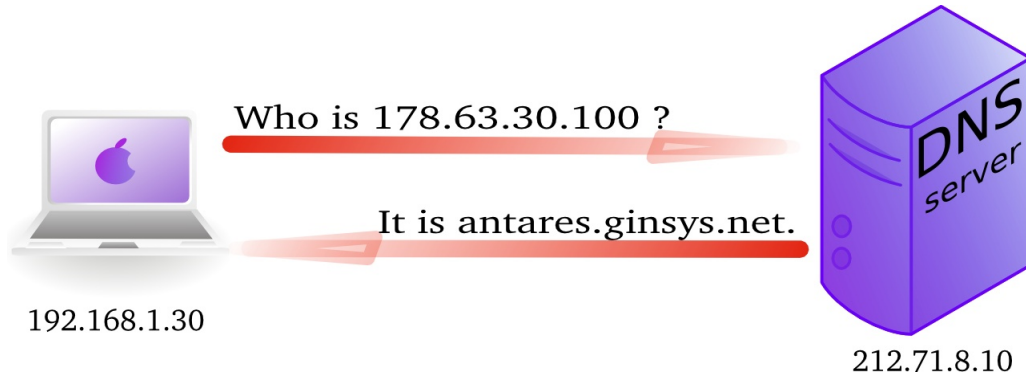 Who is 178.63.30.100 ?
It is antares.ginsys.net.
DNS
server
192.168.1.30
212.71.8.10